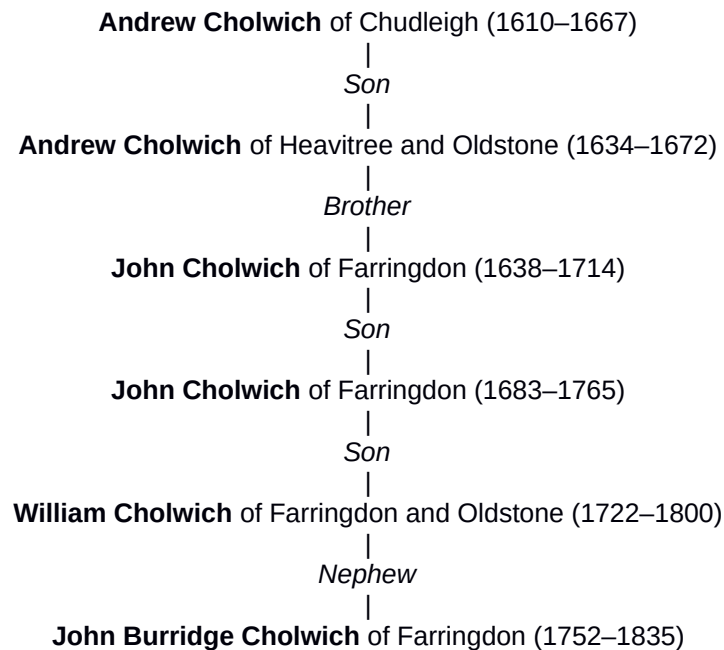 Andrew Cholwich of Chudleigh (1610–1667)
|
Son
|
Andrew Cholwich of Heavitree and Oldstone (1634–1672)
|
Brother
|
John Cholwich of Farringdon (1638–1714)
|
Son
|
John Cholwich of Farringdon (1683–1765)
|
Son
|
William Cholwich of Farringdon and Oldstone (1722–1800)
|
Nephew
|
John Burridge Cholwich of Farringdon (1752–1835)